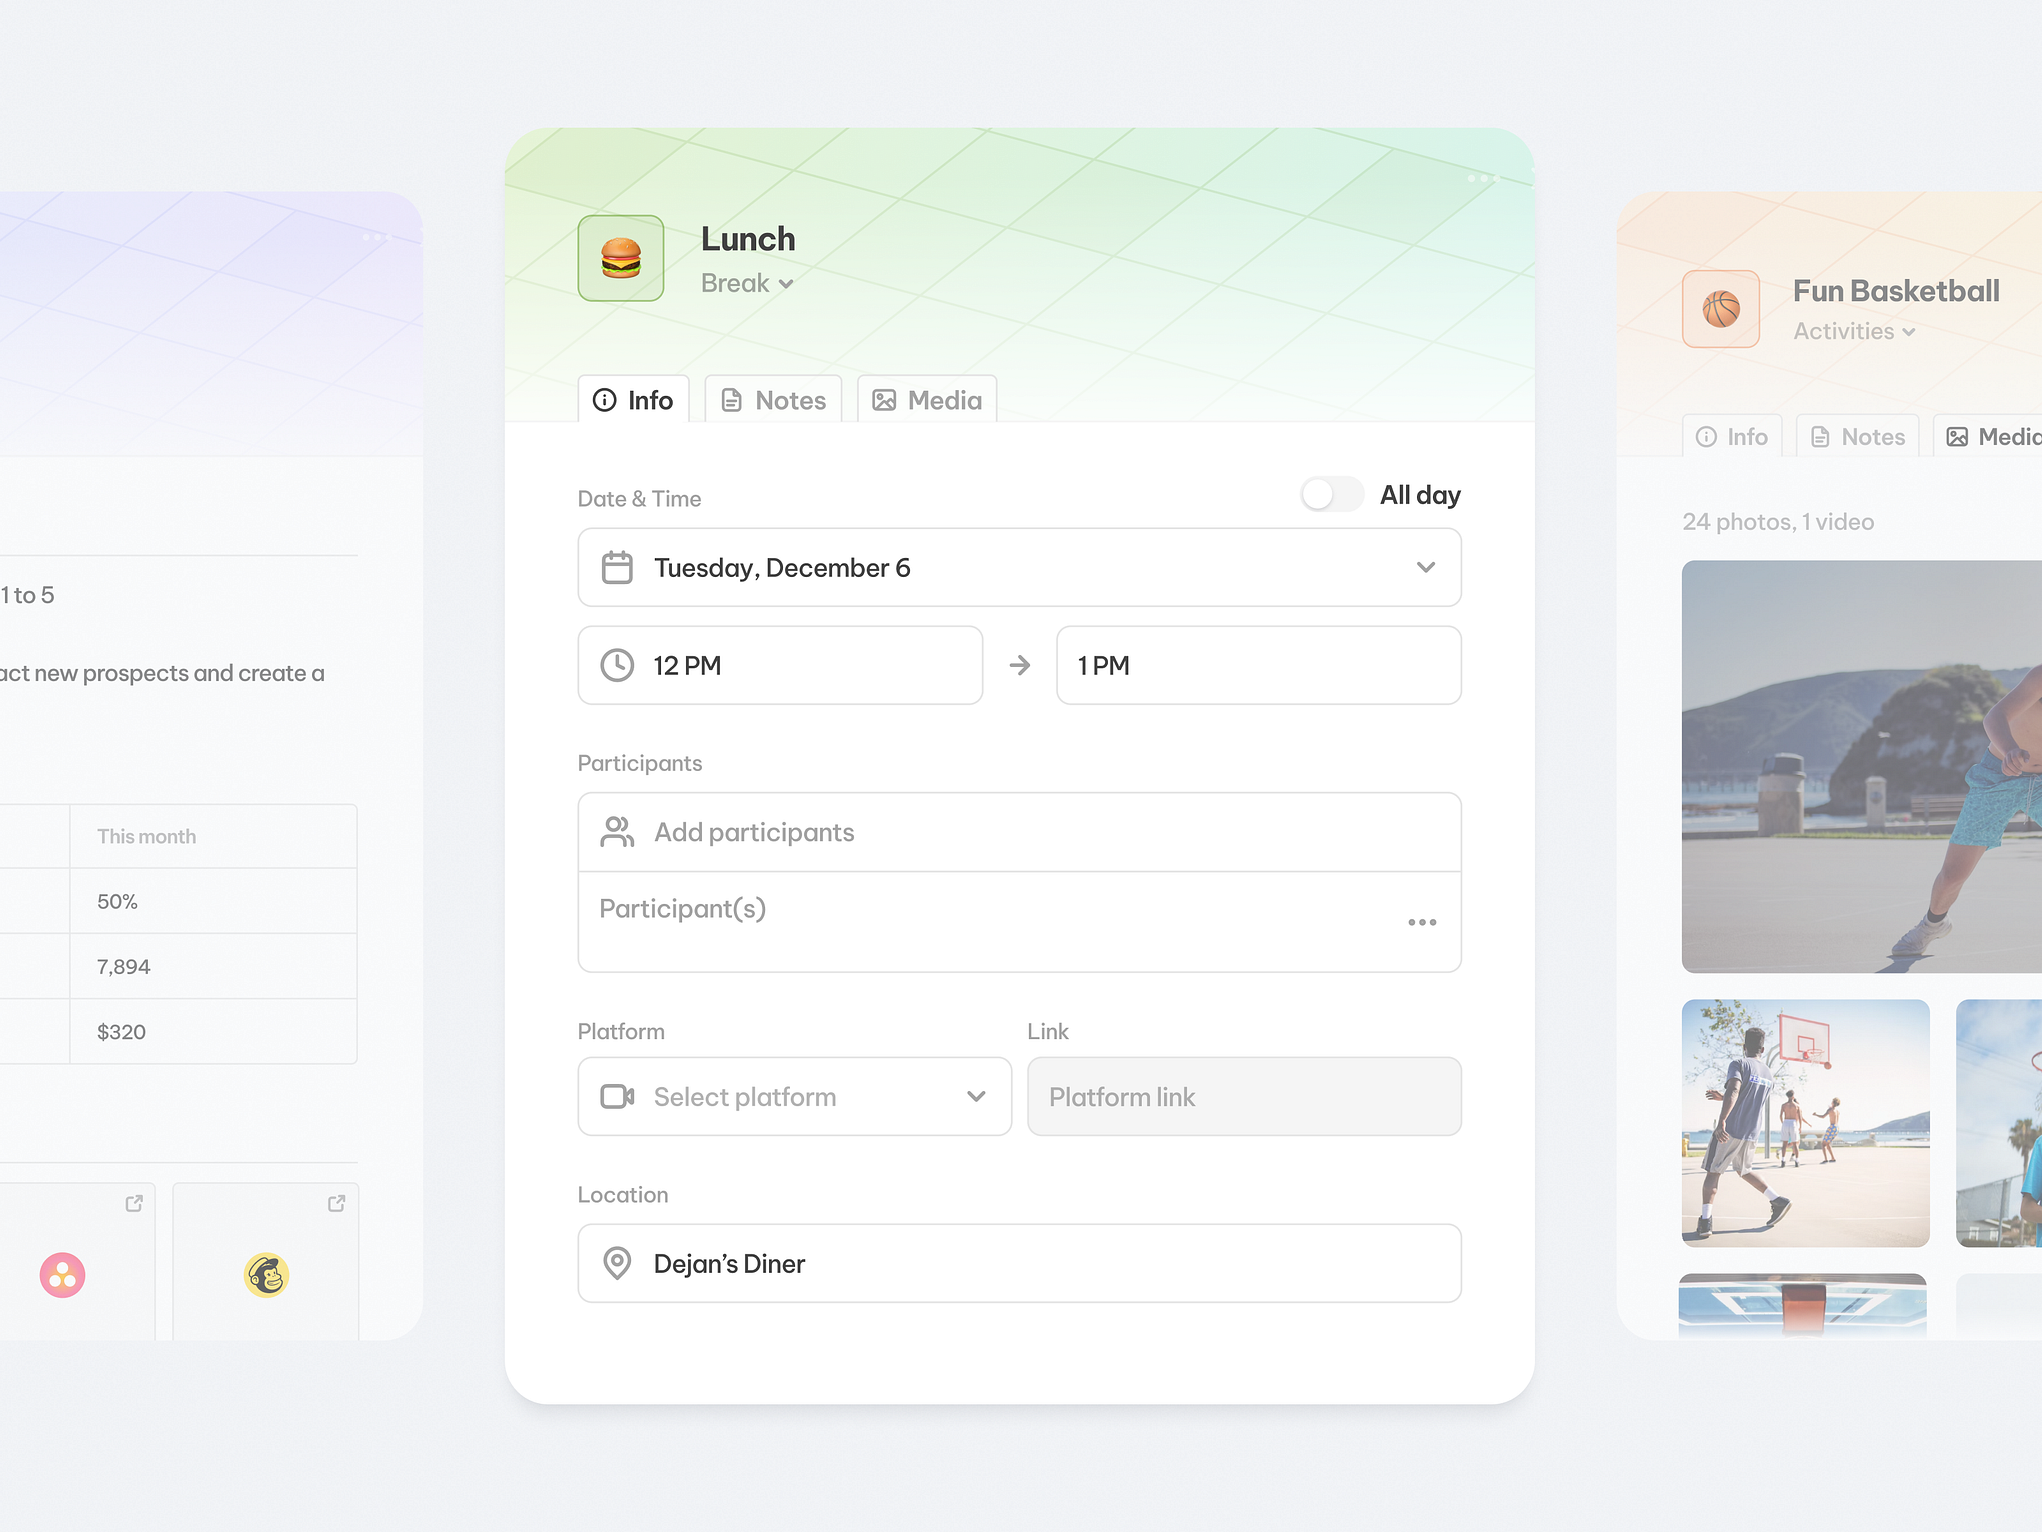 1 to 5
act new prospects and create a
This month
50%
7,894
$320
Lunch
Break
Info
Notes
Media
Date & Time
All day
Tuesday, December 6
12 PM
1 PM
Participants
Add participants
Participant(s)
Platform
Link
Select platform
Platform link
Location
Dejan’s Diner
Fun Basketball
Activities
Info
Notes
Media
24 photos, 1 video